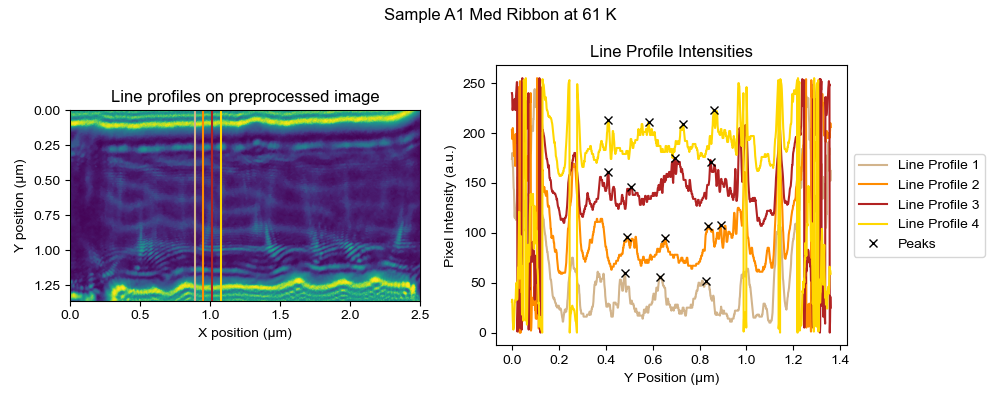 Sample A1 Med Ribbon at 61 K
Line profiles on preprocessed image
0.00
0.25
0.50
0.75
1.00
1.25
Y position (μm)
0.0
0.5
1.0
1.5
2.0
2.5
X position (μm)
Line Profile Intensities
250
200
150
100
50
0
Pixel Intensity (a.u.)
0.0
0.2
0.4
0.6
0.8
1.0
1.2
1.4
Y Position (μm)
Line Profile 1
Line Profile 2
Line Profile 3
Line Profile 4
Peaks